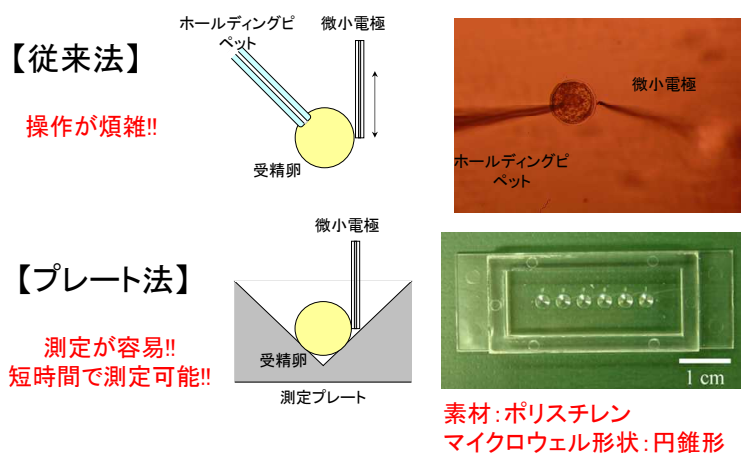 【従来法】
操作が煩雑!!
ホールディングピ
ペット
微小電極
受精卵
微小電極
ホールディングピ
ペット
【プレート法】
測定が容易!!
短時間で測定可能!!
微小電極
受精卵
測定プレート
1 cm
素材：ポリスチレン
マイクロウェル形状：円錐形